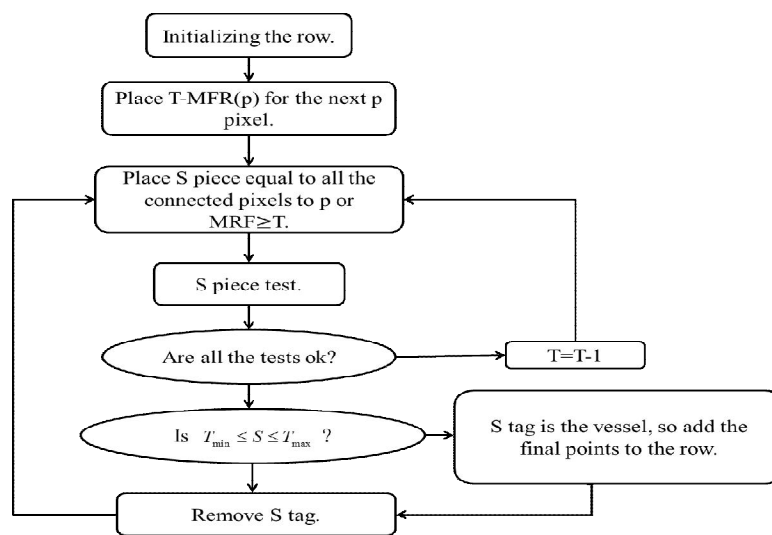 Initializing the row.
Place T-MFR(p) for the next p
pixel.
Place S piece equal to all the
connected pixels to p or
MRF≥T.
S piece test.
Are all the tests ok?
T=T-1
Is T_min ≤ S ≤ T_max ?
S tag is the vessel, so add the
final points to the row.
Remove S tag.